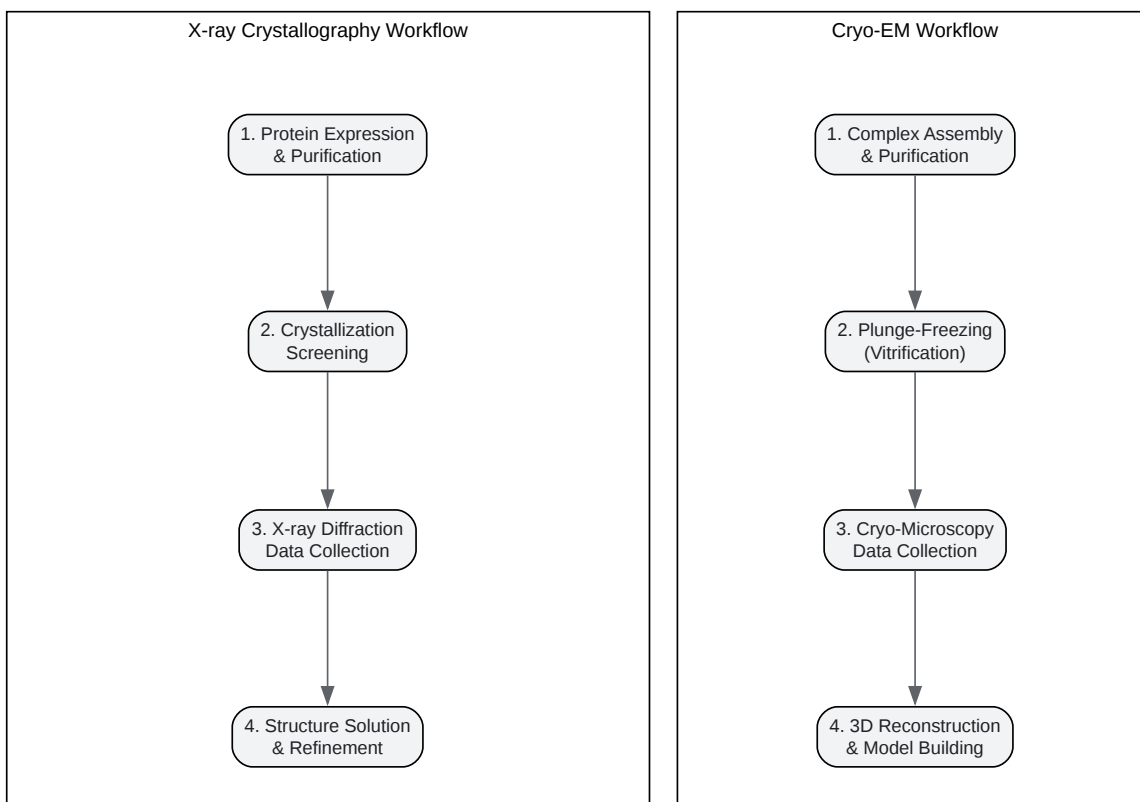 X-ray Crystallography Workflow
1. Protein Expression
& Purification
2. Crystallization
Screening
3. X-ray Diffraction
Data Collection
4. Structure Solution
& Refinement
Cryo-EM Workflow
1. Complex Assembly
& Purification
2. Plunge-Freezing
(Vitrification)
3. Cryo-Microscopy
Data Collection
4. 3D Reconstruction
& Model Building